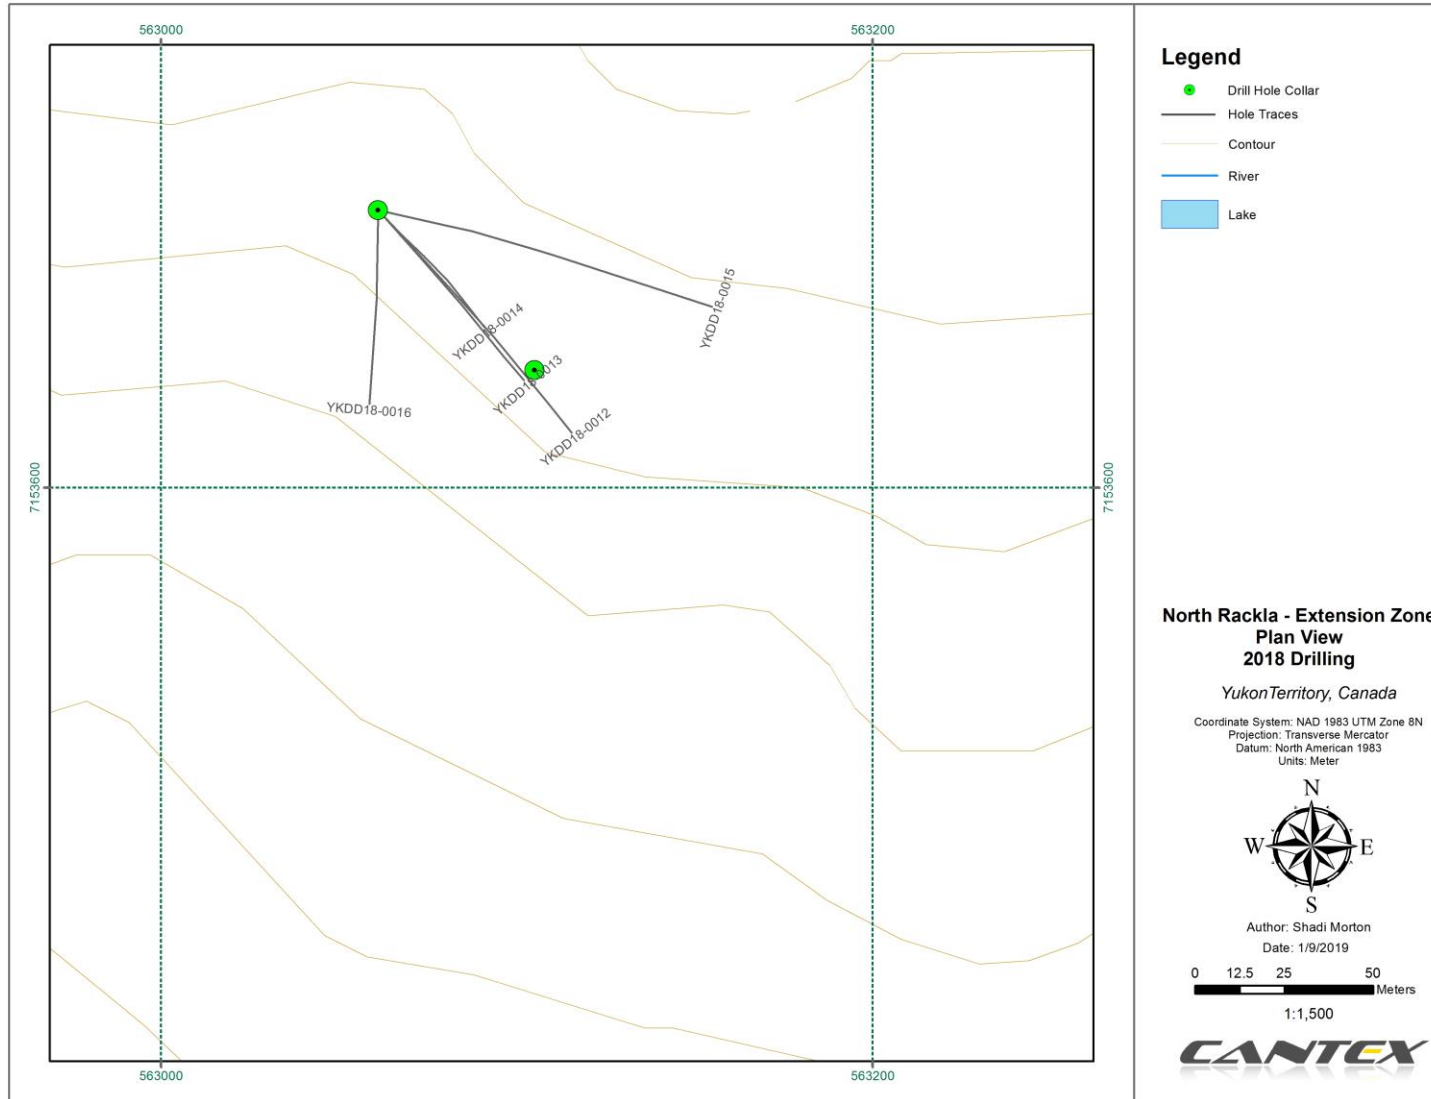 563000
563200
Legend
Drill Hole Collar
Hole Traces
Contour
River
Lake
YKDD18-0015
YKDD18-0014
YKDD18-0013
YKDD18-0016
YKDD18-0012
7153600
7153600
North Rackla - Extension Zone
Plan View
2018 Drilling
YukonTerritory, Canada
Coordinate System: NAD 1983 UTM Zone 8N
Projection: Transverse Mercator
Datum: North American 1983
Units: Meter
N
W E
S
Author: Shadi Morton
Date: 1/9/2019
0 12.5 25 50
Meters
1:1,500
CANTEX
563000
563200